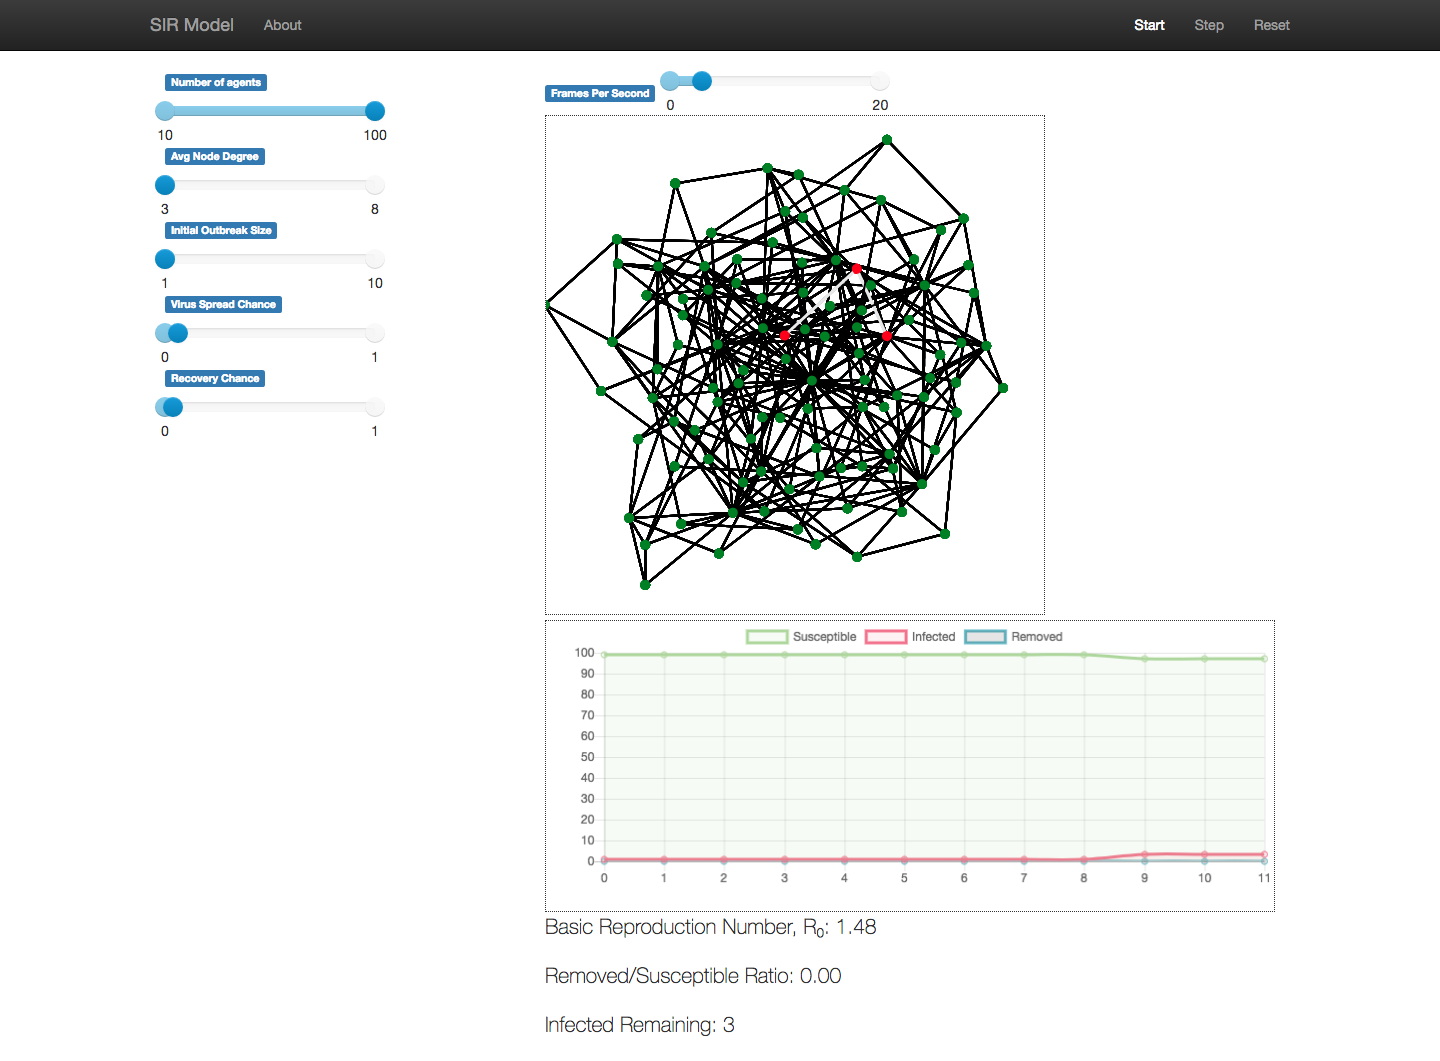 SIR Model About Start Step Reset
Number of agents
10 100
Avg Node Degree
3 8
Initial Outbreak Size
1 10
Virus Spread Chance
0 1
Recovery Chance
0 1
Frames Per Second
0 20
Susceptible Infected Removed
100
90
80
70
60
50
40
30
20
10
0
0 1 2 3 4 5 6 7 8 9 10 11
Basic Reproduction Number, R₀: 1.48
Removed/Susceptible Ratio: 0.00
Infected Remaining: 3